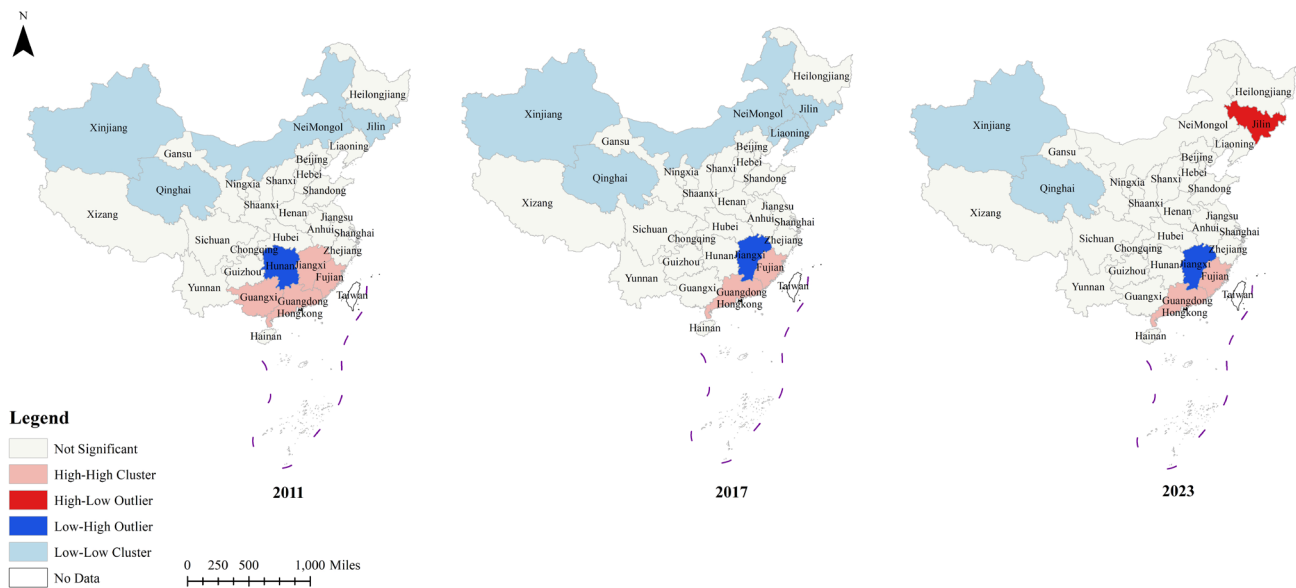 N
Heilongjiang
Xinjiang
NeiMongol
Jilin
Gansu
Liaoning
Beijing
Hebei
Qinghai
Ningxia
Shanxi
Shandong
Xizang
Shaanxi
Henan
Jiangsu
Anhui
Shanghai
Sichuan
Hubei
Chongqing
Zhejiang
Hunan
Jiangxi
Guizhou
Fujian
Yunnan
Guangxi
Guangdong
Taiwan
Hongkong
Hainan
2011
Heilongjiang
Xinjiang
NeiMongol
Jilin
Gansu
Liaoning
Beijing
Hebei
Qinghai
Ningxia
Shanxi
Shandong
Xizang
Shaanxi
Henan
Jiangsu
Anhui
Shanghai
Sichuan
Hubei
Chongqing
Zhejiang
Hunan
Jiangxi
Guizhou
Fujian
Yunnan
Guangxi
Guangdong
Taiwan
Hongkong
Hainan
2017
Heilongjiang
Xinjiang
NeiMongol
Jilin
Gansu
Liaoning
Beijing
Hebei
Qinghai
Ningxia
Shanxi
Shandong
Xizang
Shaanxi
Henan
Jiangsu
Anhui
Shanghai
Sichuan
Hubei
Chongqing
Zhejiang
Hunan
Jiangxi
Guizhou
Fujian
Yunnan
Guangxi
Guangdong
Taiwan
Hongkong
Hainan
2023
Legend
Not Significant
High-High Cluster
High-Low Outlier
Low-High Outlier
Low-Low Cluster
No Data
0 250 500 1,000 Miles